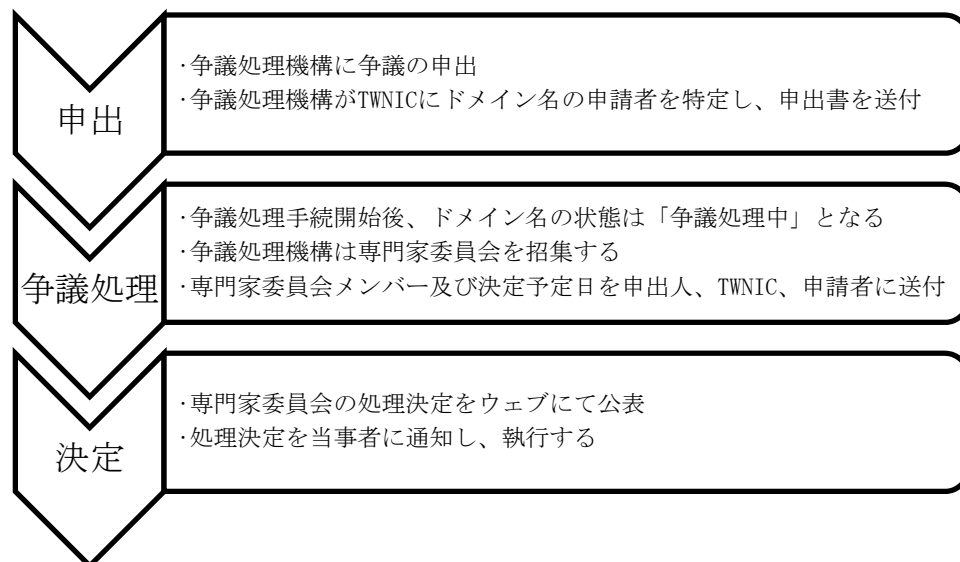 申出
·争議処理機構に争議の申出
·争議処理機構がTWNICにドメイン名の申請者を特定し、申出書を送付
争議処理
·争議処理手続開始後、ドメイン名の状態は「争議処理中」となる
·争議処理機構は専門家委員会を招集する
·専門家委員会メンバー及び決定予定日を申出人、TWNIC、申請者に送付
決定
·専門家委員会の処理決定をウェブにて公表
·処理決定を当事者に通知し、執行する